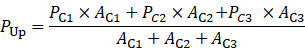 P_Up = (P_C1 × A_C1 + P_C2 × A_C2 + P_C3 × A_C3) / (A_C1 + A_C2 + A_C3)